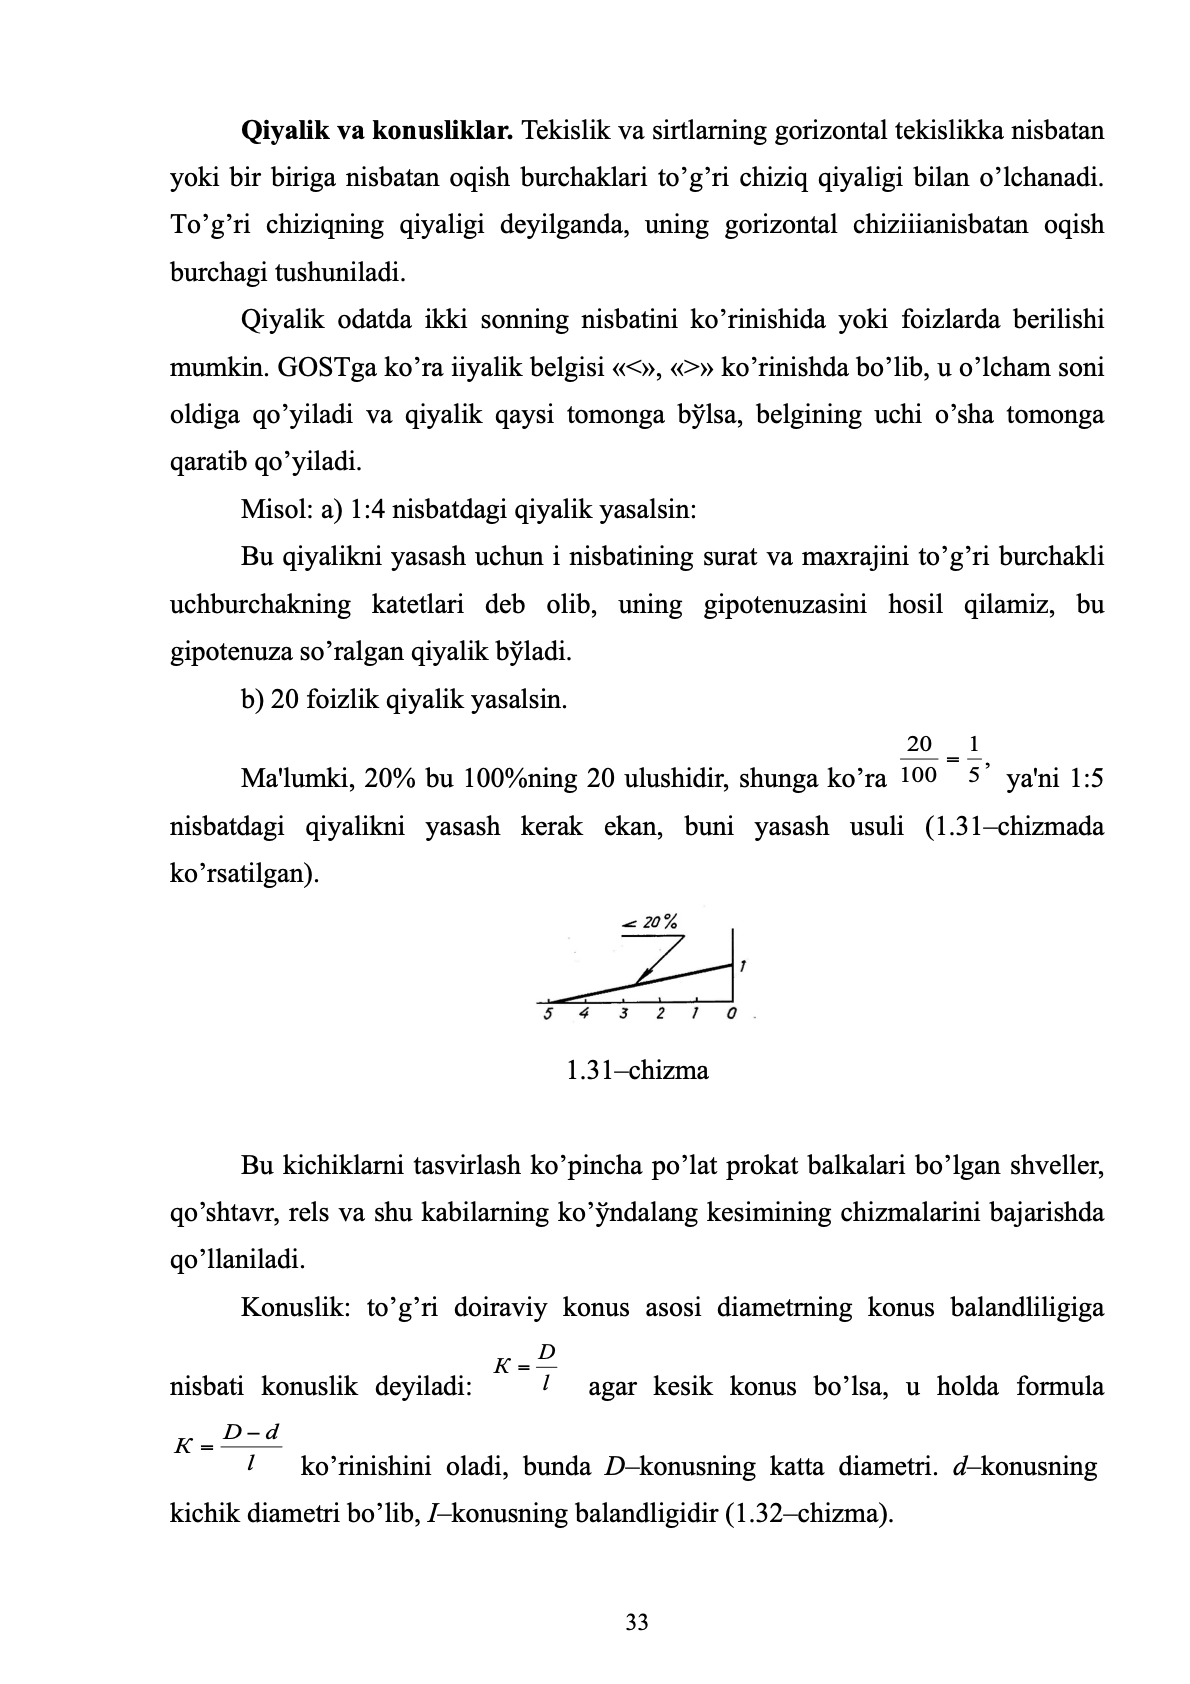 Qiyalik va konusliklar. Tekislik va sirtlarning gorizontal tekislikka nisbatan
yoki bir biriga nisbatan oqish burchaklari to’g’ri chiziq qiyaligi bilan o’lchanadi.
To’g’ri chiziqning qiyaligi deyilganda, uning gorizontal chiziiianisbatan oqish
burchagi tushuniladi.
Qiyalik odatda ikki sonning nisbatini ko’rinishida yoki foizlarda berilishi
mumkin. GOSTga ko’ra iiyalik belgisi «<», «>» ko’rinishda bo’lib, u o’lcham soni
oldiga qo’yiladi va qiyalik qaysi tomonga bўlsa, belgining uchi o’sha tomonga
qaratib qo’yiladi.
Misol: a) 1:4 nisbatdagi qiyalik yasalsin:
Bu qiyalikni yasash uchun i nisbatining surat va maxrajini to’g’ri burchakli
uchburchakning katetlari deb olib, uning gipotenuzasini hosil qilamiz, bu
gipotenuza so’ralgan qiyalik bўladi.
b) 20 foizlik qiyalik yasalsin.
Ma'lumki, 20% bu 100%ning 20 ulushidir, shunga ko’ra 20/100 = 1/5, ya'ni 1:5
nisbatdagi qiyalikni yasash kerak ekan, buni yasash usuli (1.31–chizmada
ko’rsatilgan).
< 20%
1
5 4 3 2 1 0
1.31–chizma
Bu kichiklarni tasvirlash ko’pincha po’lat prokat balkalari bo’lgan shveller,
qo’shtavr, rels va shu kabilarning ko’ўndalang kesimining chizmalarini bajarishda
qo’llaniladi.
Konuslik: to’g’ri doiraviy konus asosi diametrning konus balandliligiga
nisbati konuslik deyiladi: K = D/l agar kesik konus bo’lsa, u holda formula
K = D – d/l ko’rinishini oladi, bunda D–konusning katta diametri. d–konusning
kichik diametri bo’lib, I–konusning balandligidir (1.32–chizma).
33